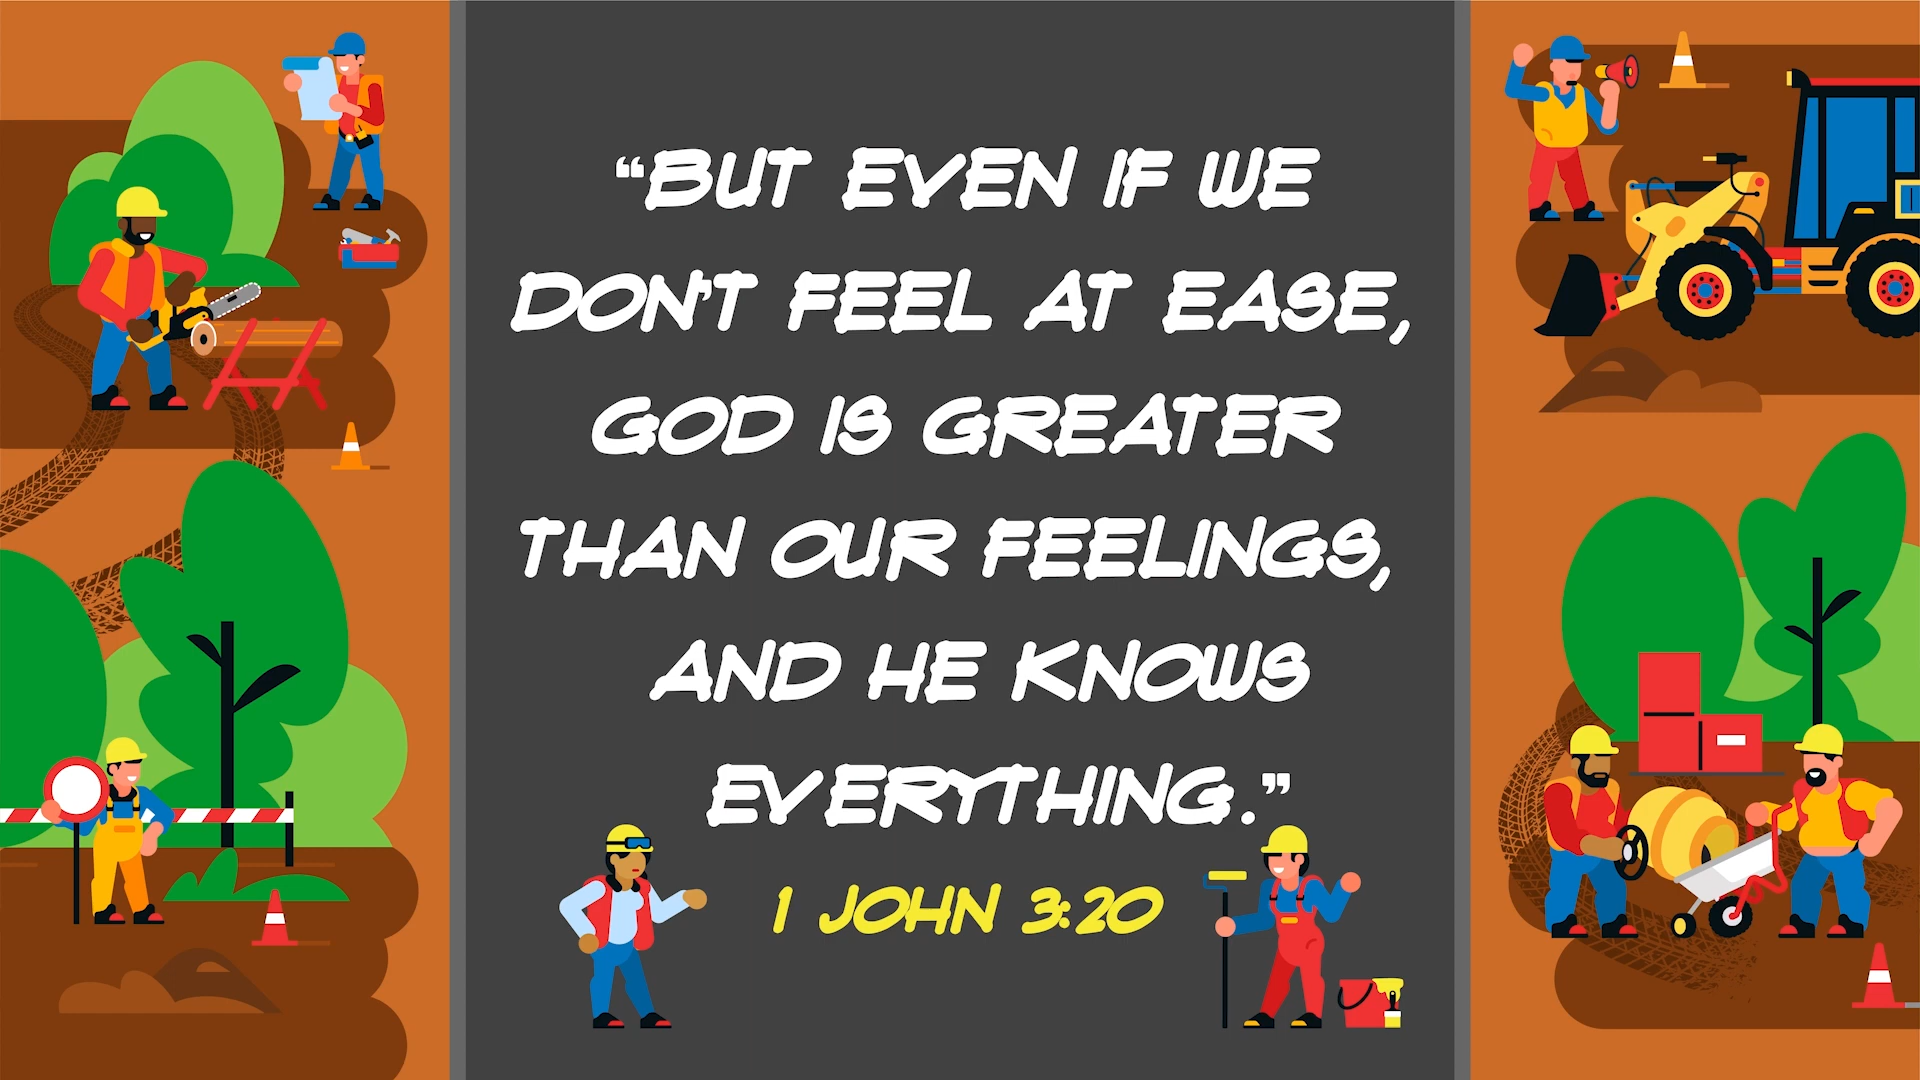 “BUT EVEN IF WE
DON'T FEEL AT EASE,
GOD IS GREATER
THAN OUR FEELINGS,
AND HE KNOWS
EVERYTHING.”
1 JOHN 3:20